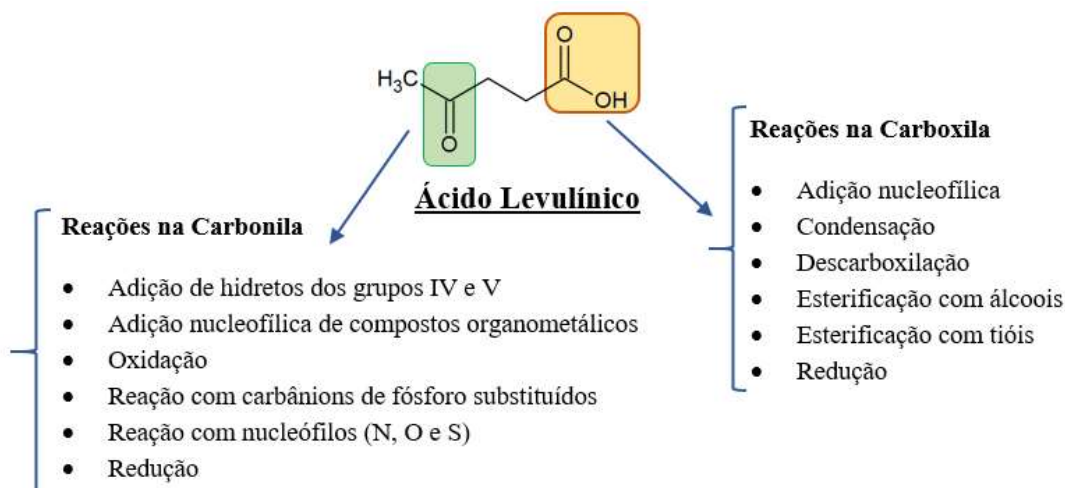 O
H₃C
OH
O
Ácido Levulínico
Reações na Carbonila
• Adição de hidretos dos grupos IV e V
• Adição nucleofílica de compostos organometálicos
• Oxidação
• Reação com carbânions de fósforo substituídos
• Reação com nucleófilos (N, O e S)
• Redução
Reações na Carboxila
• Adição nucleofílica
• Condensação
• Descarboxilação
• Esterificação com álcoois
• Esterificação com tióis
• Redução